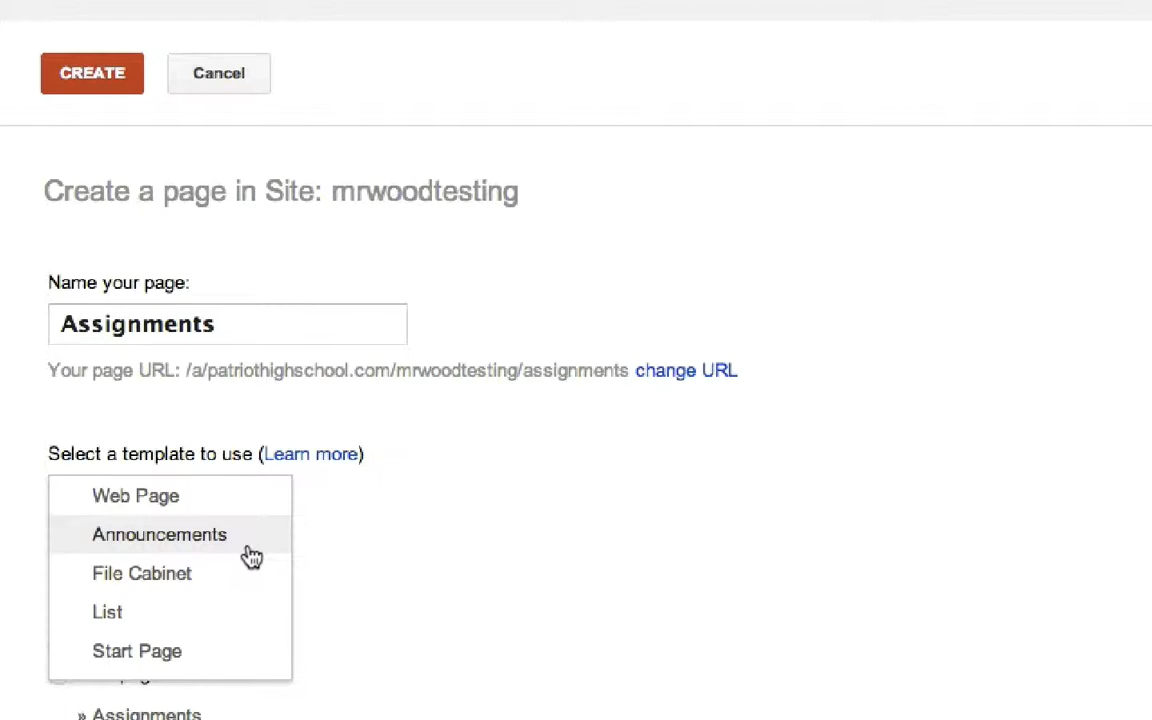 CREATE Cancel
Create a page in Site: mrwoodtesting
Name your page:
Assignments
Your page URL: /a/patriothighschool.com/mrwoodtesting/assignments change URL
Select a template to use (Learn more)
Web Page
Announcements
File Cabinet
List
Start Page
» Assignments